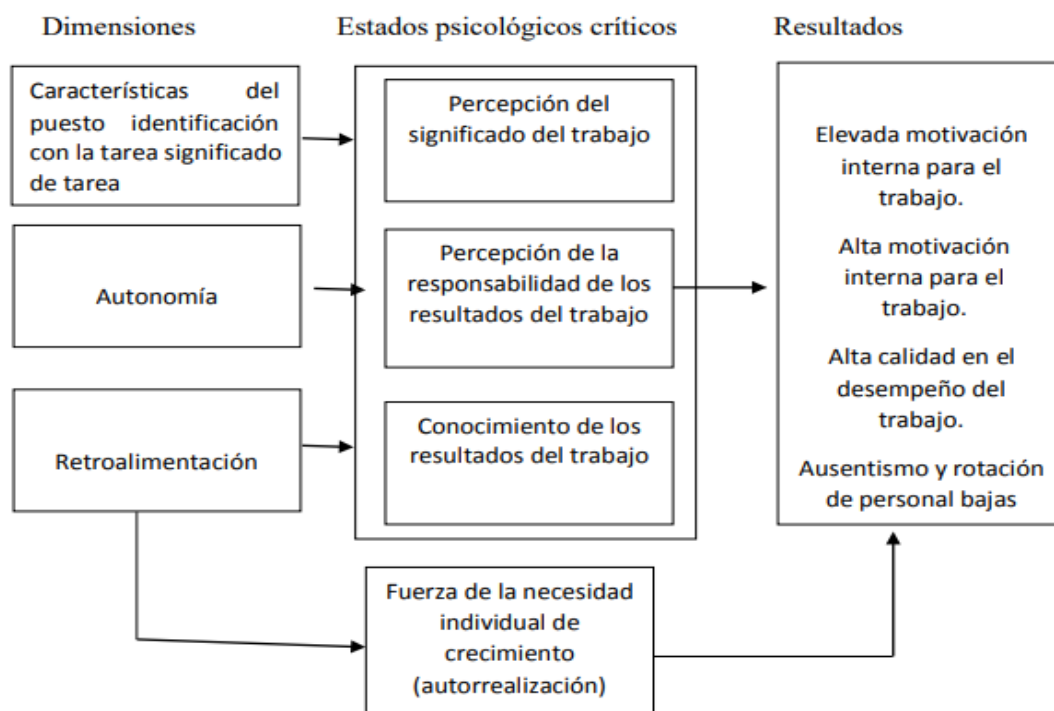 Dimensiones
Estados psicológicos críticos
Resultados
Características del
puesto identificación
con la tarea significado
de tarea
Percepción del
significado del trabajo
Autonomía
Percepción de la
responsabilidad de los
resultados del trabajo
Retroalimentación
Conocimiento de los
resultados del trabajo
Elevada motivación
interna para el
trabajo.
Alta motivación
interna para el
trabajo.
Alta calidad en el
desempeño del
trabajo.
Ausentismo y rotación
de personal bajas
Fuerza de la necesidad
individual de
crecimiento
(autorrealización)